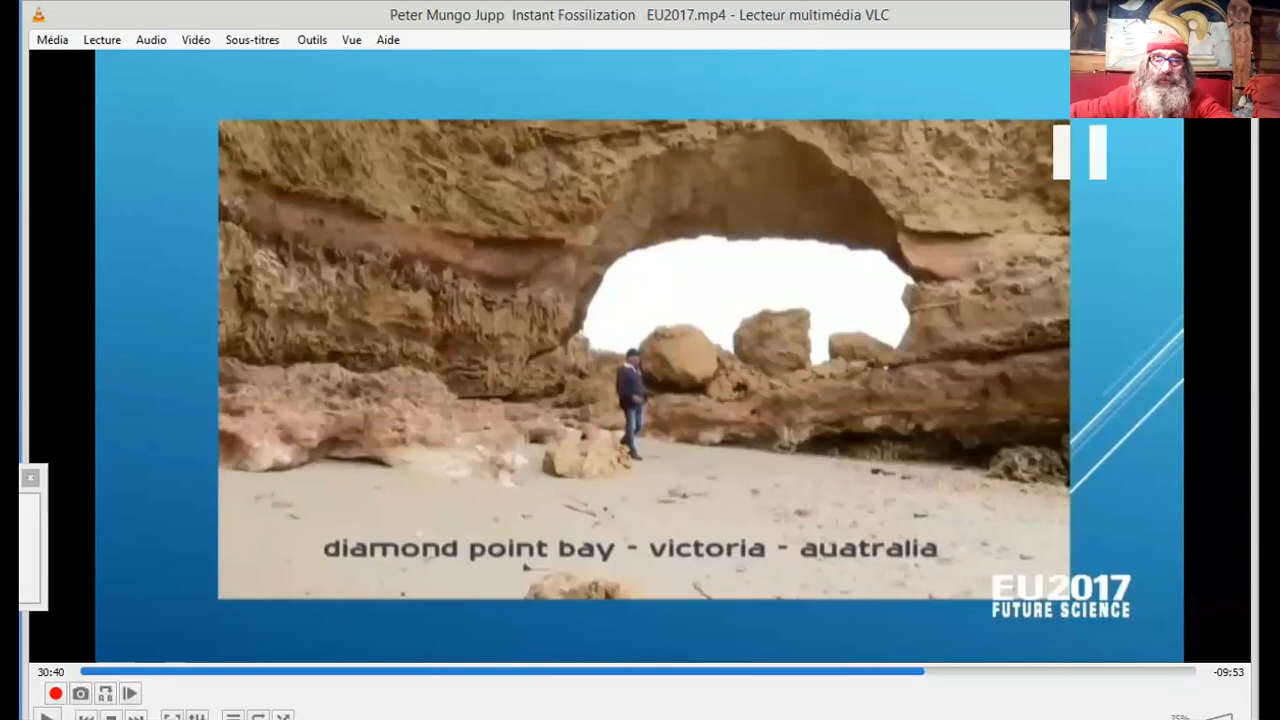 Peter Mungo Jupp Instant Fossilization EU2017.mp4 - Lecteur multimédia VLC
Média Lecture Audio Vidéo Sous-titres Outils Vue Aide
x
diamond point bay - victoria - auatralia
EU2017
FUTURE SCIENCE
30:40
-09:53
A B
75%